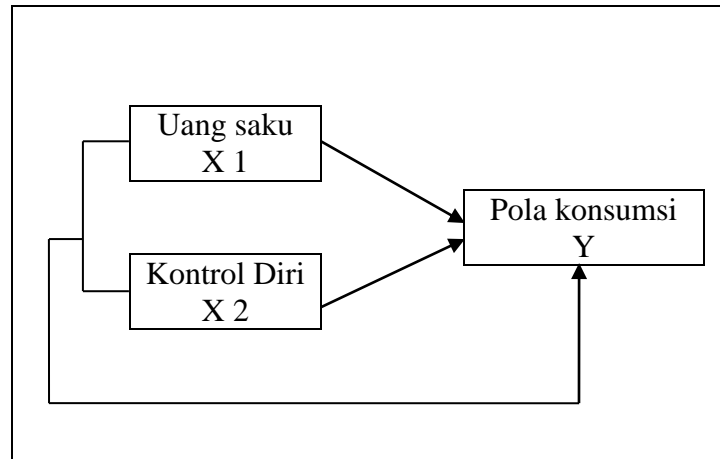 Uang saku
X 1
Pola konsumsi
Y
Kontrol Diri
X 2